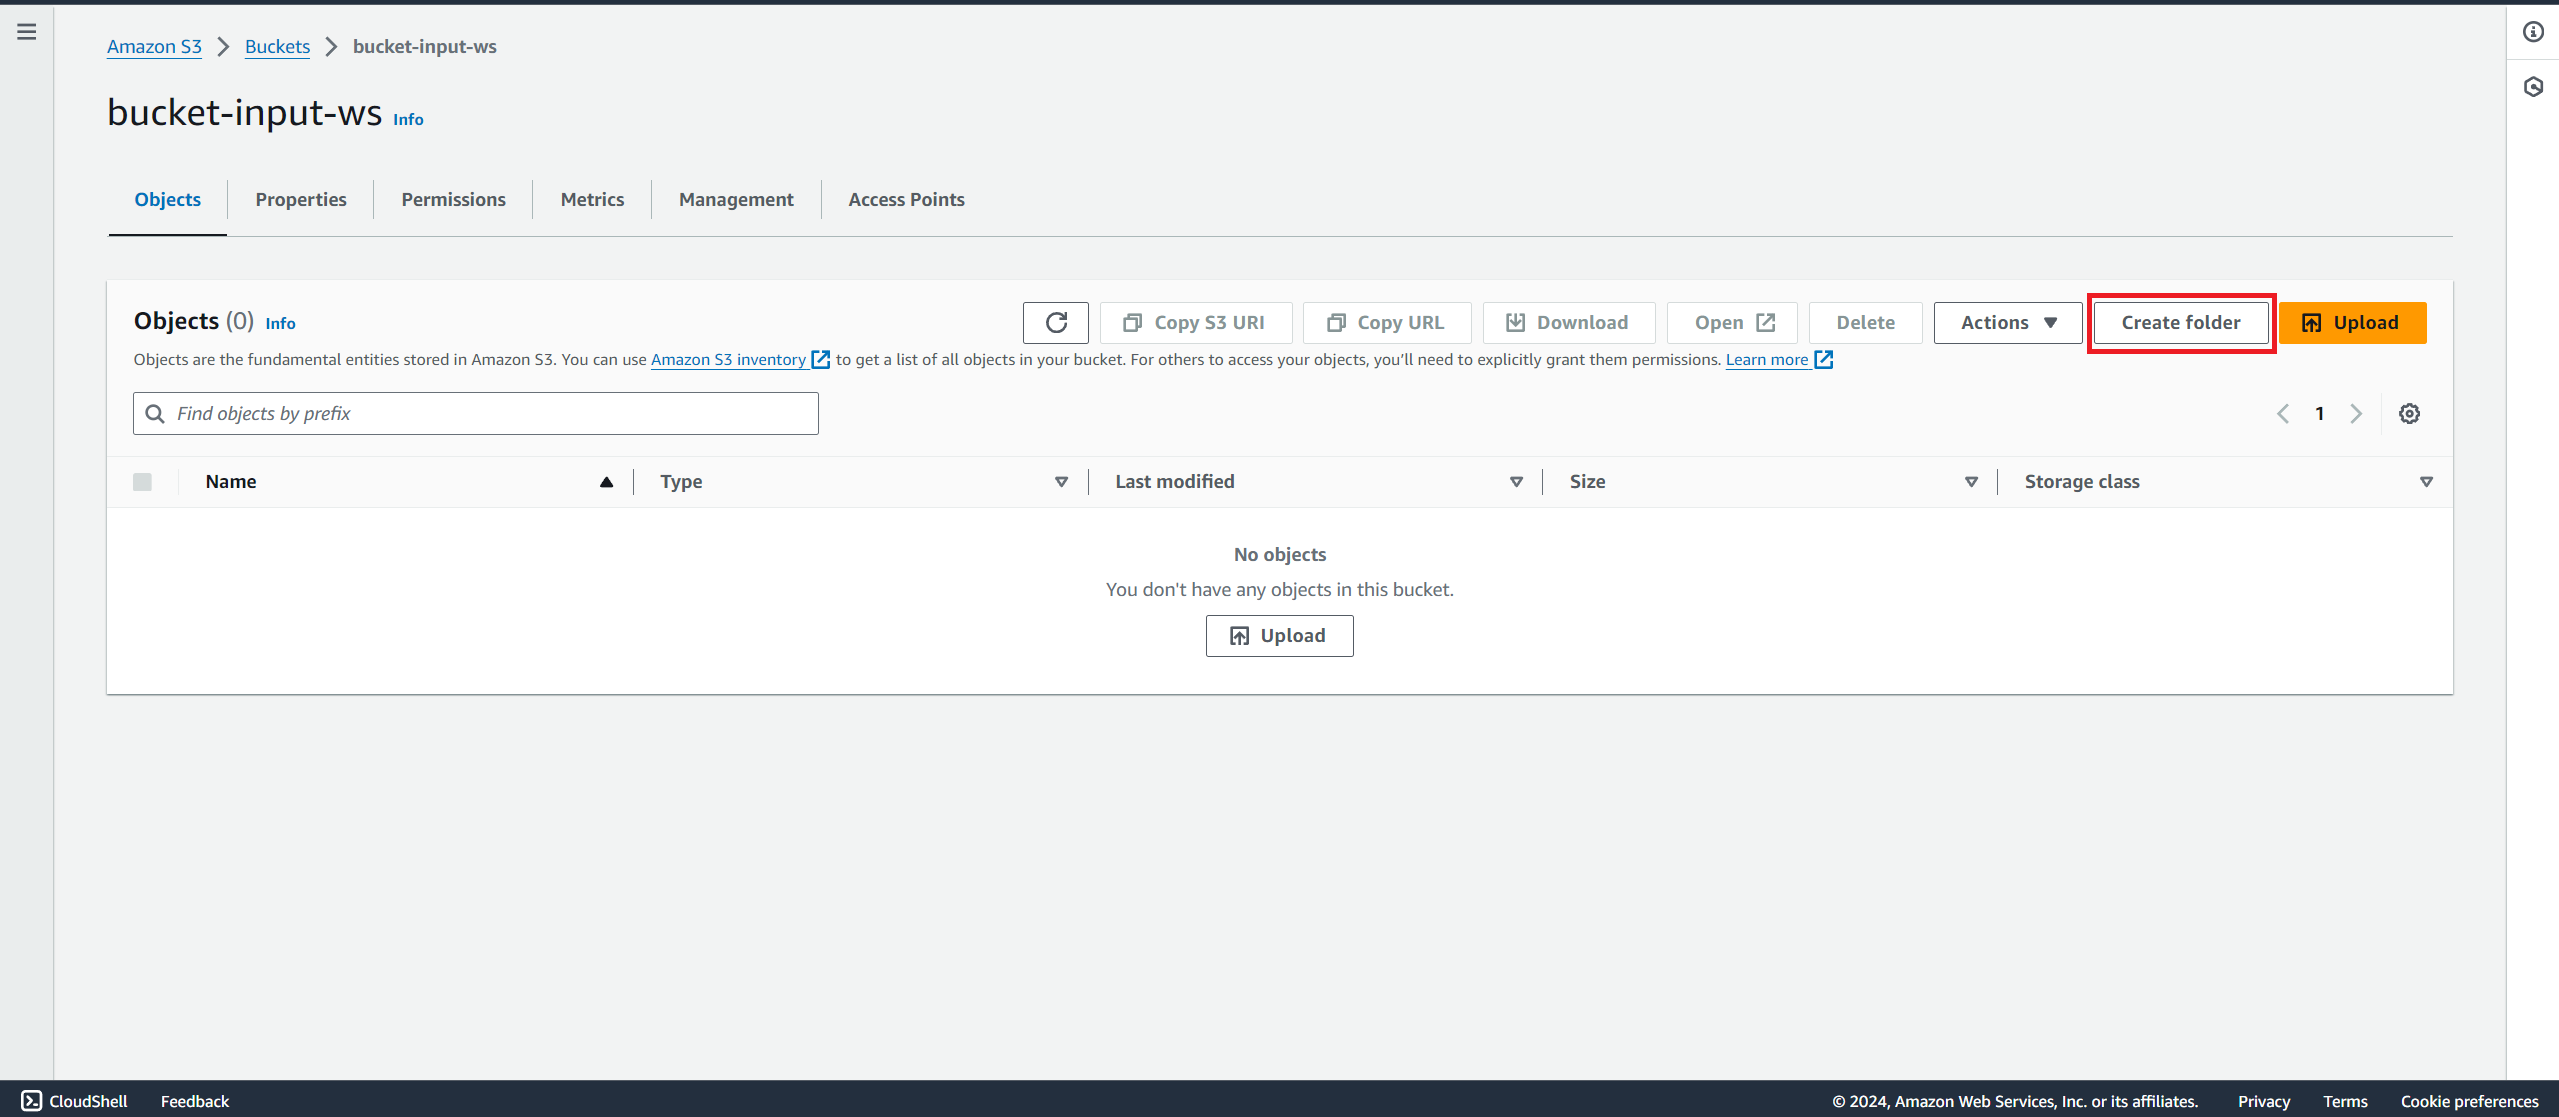 Amazon S3 > Buckets > bucket-input-ws
bucket-input-ws Info
Objects Properties Permissions Metrics Management Access Points
Objects (0) Info Copy S3 URI Copy URL Download Open Delete Actions Create folder Upload
Objects are the fundamental entities stored in Amazon S3. You can use Amazon S3 inventory to get a list of all objects in your bucket. For others to access your objects, you’ll need to explicitly grant them permissions. Learn more
Find objects by prefix 1
Name Type Last modified Size Storage class
No objects
You don't have any objects in this bucket.
Upload
CloudShell Feedback © 2024, Amazon Web Services, Inc. or its affiliates. Privacy Terms Cookie preferences